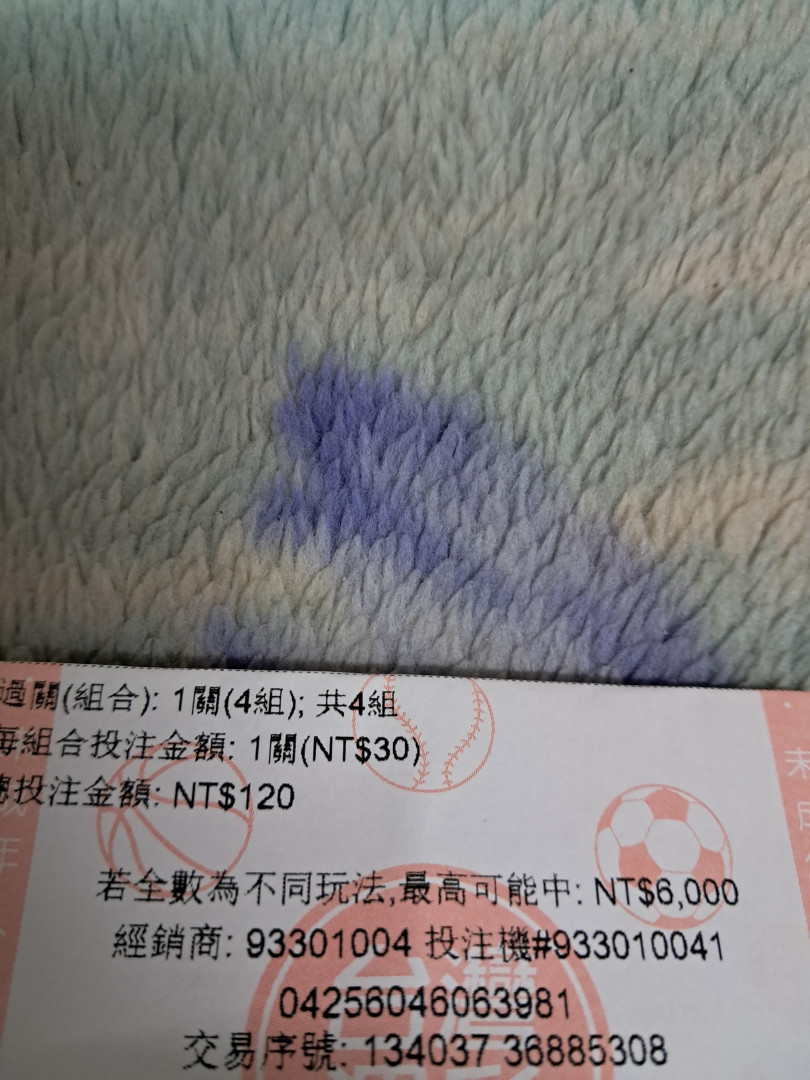 過關(組合): 1關(4組); 共4組
每組合投注金額: 1關(NT$30)
總投注金額: NT$120
若全數為不同玩法,最高可能中: NT$6,000
經銷商: 93301004 投注機#933010041
04256046063981
交易序號: 134037 36885308
台灣